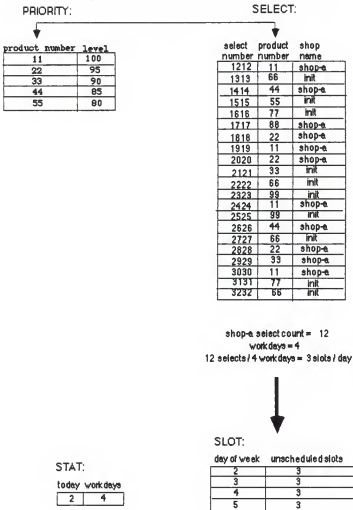 PRIORITY:
SELECT:
product number level
11 100
22 95
33 90
44 85
55 80
select product shop
number number name
1212 11 shop-a
1313 66 init
1414 44 shop-a
1515 55 init
1616 77 init
1717 88 shop-a
1818 22 shop-a
1919 11 shop-a
2020 22 shop-a
2121 33 init
2222 66 init
2323 99 init
2424 11 shop-a
2525 99 init
2626 44 shop-a
2727 66 init
2828 22 shop-a
2929 33 shop-a
3030 11 shop-a
3131 77 init
3232 66 init
shop-a select count = 12
workdays = 4
12 selects / 4 workdays = 3 slots / day
SLOT:
day of week unscheduled slots
2 3
3 3
4 3
5 3
STAT:
today workdays
2 4